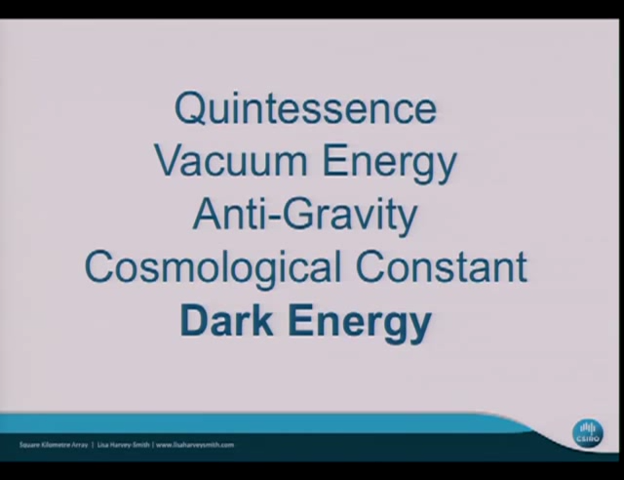 Quintessence
Vacuum Energy
Anti-Gravity
Cosmological Constant
Dark Energy
Square Kilometre Array | Lisa Harvey-Smith | www.lisaharveysmith.com
CSIRO